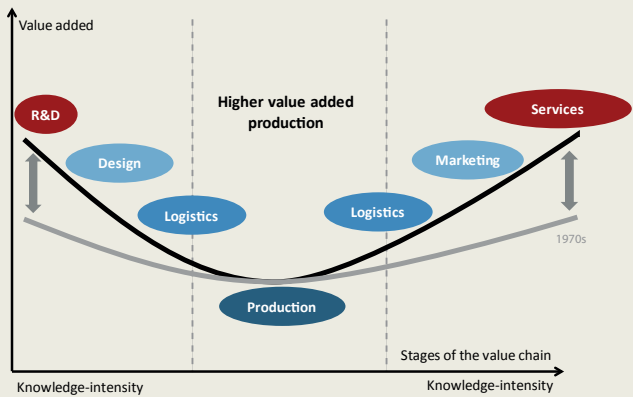 Value added
R&D
Higher value added
production
Services
Design
Marketing
Logistics
Logistics
1970s
Production
Stages of the value chain
Knowledge-intensity
Knowledge-intensity